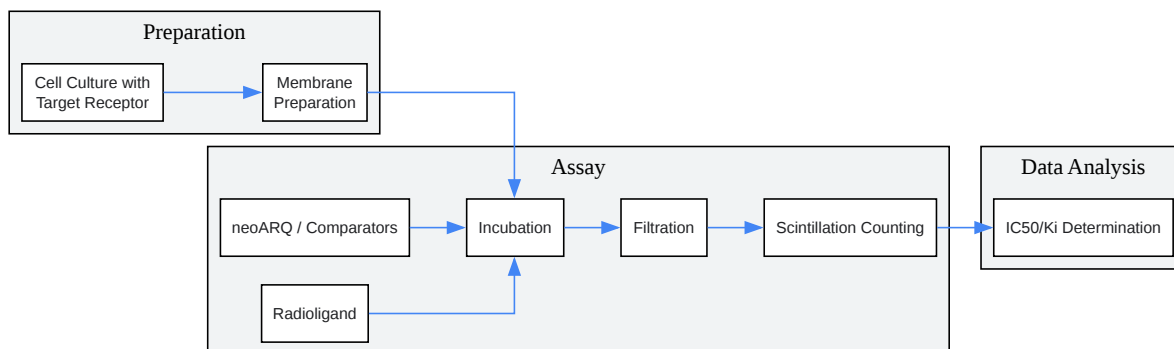 Preparation
Cell Culture with
Target Receptor
Membrane
Preparation
Assay
neoARQ / Comparators
Incubation
Filtration
Scintillation Counting
Radioligand
Data Analysis
IC50/Ki Determination